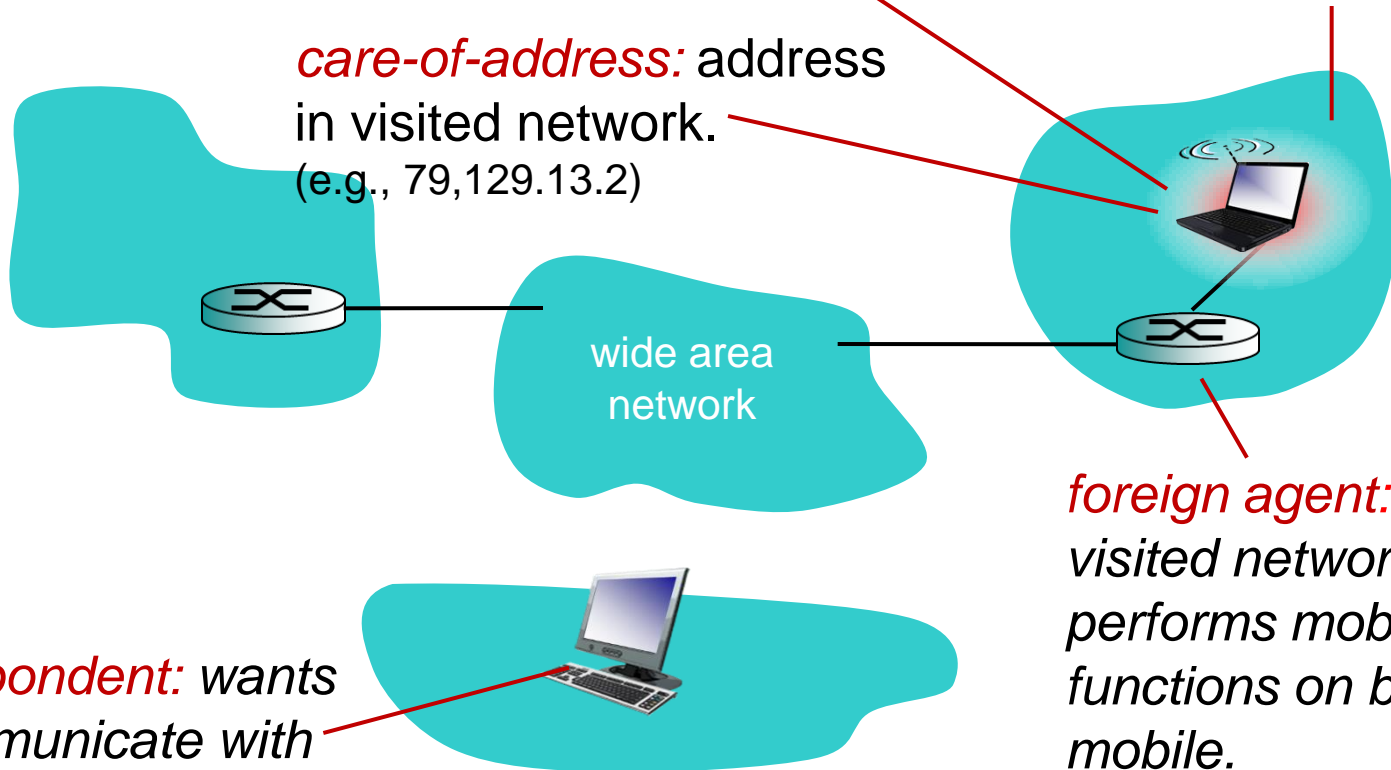 care-of-address: address
in visited network.
(e.g., 79,129.13.2)
wide area
network
foreign agent:
visited networ
performs mob
functions on b
mobile.
pondent: wants
municate with